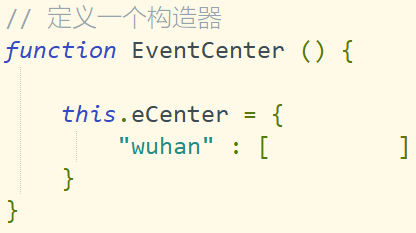 // 定义一个构造器
function EventCenter () {
this.eCenter = {
"wuhan" : [ ]
}
}